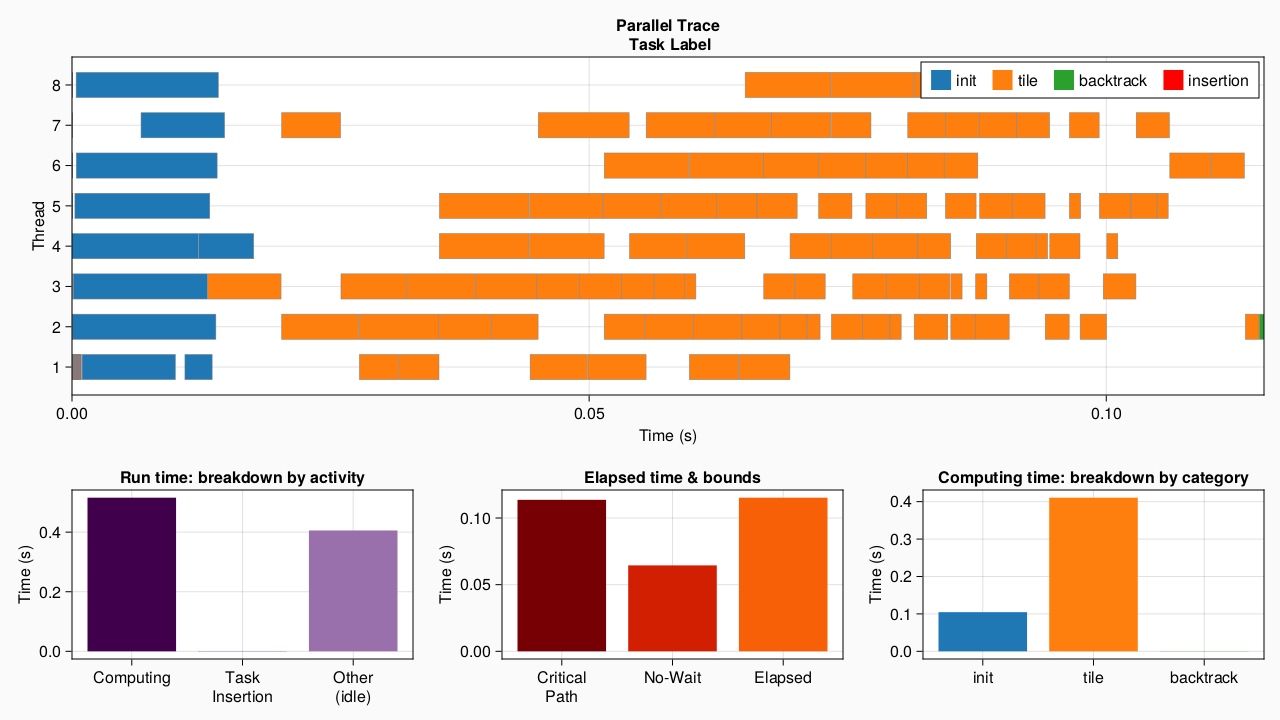 Parallel Trace
Task Label
init tile backtrack insertion
Thread
8
7
6
5
4
3
2
1
0.00 0.05 0.10
Time (s)
Run time: breakdown by activity
Time (s)
0.4
0.2
0.0
Computing Task Insertion Other (idle)
Elapsed time & bounds
Time (s)
0.10
0.05
0.00
Critical Path No-Wait Elapsed
Computing time: breakdown by category
Time (s)
0.4
0.3
0.2
0.1
0.0
init tile backtrack